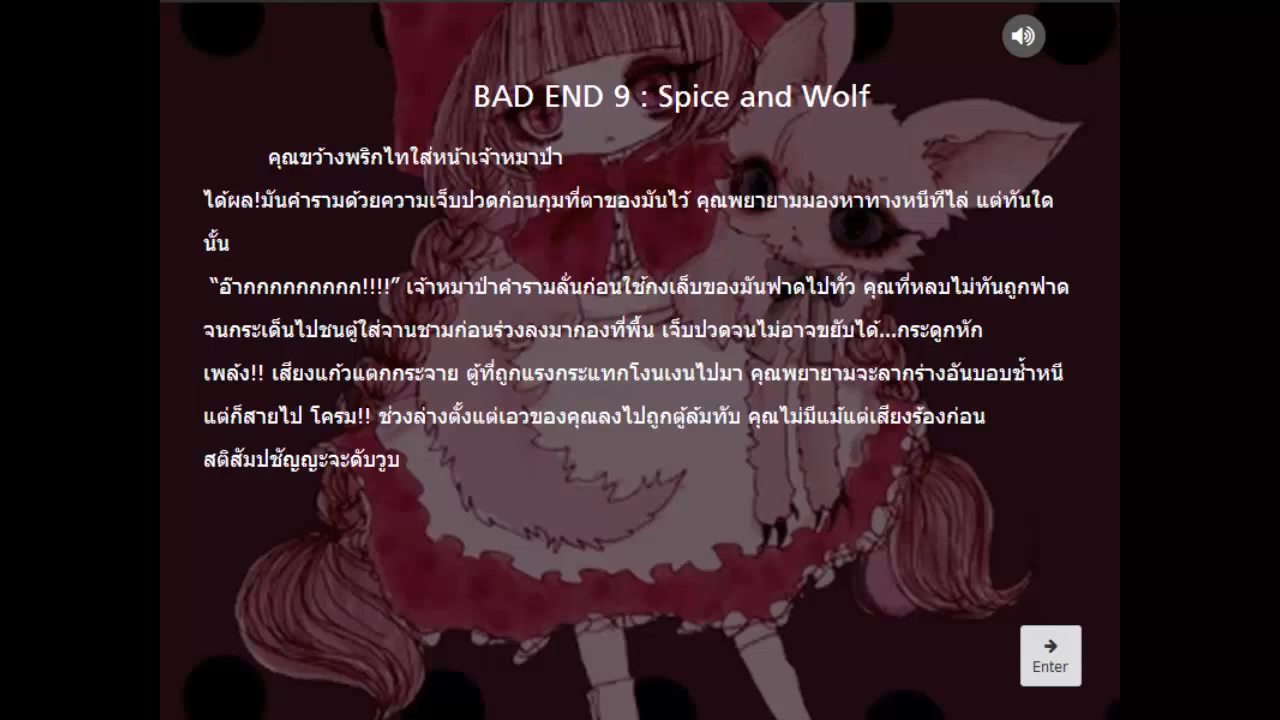 BAD END 9 : Spice and Wolf
คุณขว้างพริกไทใส่หน้าเจ้าหมาป่า
ได้ผล!มันคำรามด้วยความเจ็บปวดก่อนกุมที่ตาของมันไว้ คุณพยายามมองหาทางหนีทีไล่ แต่ทันใด
นั้น
“อ๊ากกกกกกกกกก!!!!” เจ้าหมาป่าคำรามลั่นก่อนใช้กงเล็บของมันฟาดไปทั่ว คุณที่หลบไม่ทันถูกฟาด
จนกระเด็นไปชนตู้ใส่จานชามก่อนร่วงลงมากองที่พื้น เจ็บปวดจนไม่อาจขยับได้...กระดูกหัก
เพล้ง!! เสียงแก้วแตกกระจาย ตู้ที่ถูกแรงกระแทกโงนเงนไปมา คุณพยายามจะลากร่างอันบอบช้ำหนี
แต่ก็สายไป โครม!! ช่วงล่างตั้งแต่เอวของคุณลงไปถูกตู้ล้มทับ คุณไม่มีแม้แต่เสียงร้องก่อน
สติสัมปชัญญะจะดับวูบ
Enter